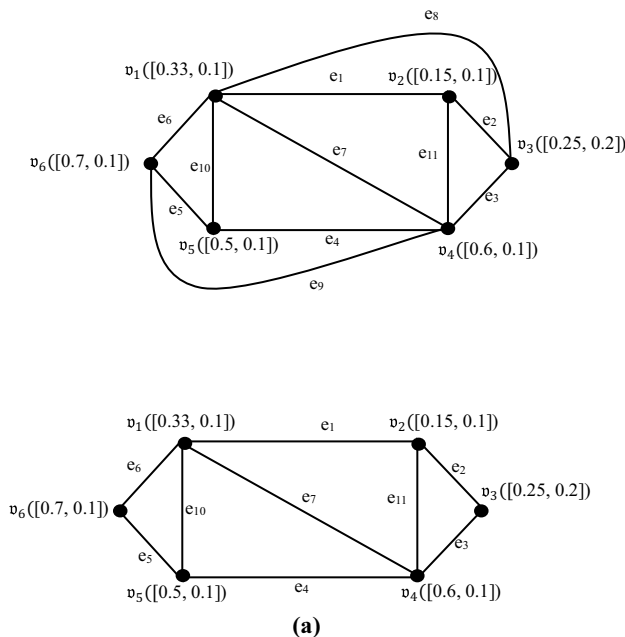 e₈
𝔳₁([0.33, 0.1])
e₁
𝔳₂([0.15, 0.1])
e₆
e₂
𝔳₃([0.25, 0.2])
e₇
e₁₀
e₁₁
𝔳₆([0.7, 0.1])
e₅
e₃
e₄
𝔳₅([0.5, 0.1])
𝔳₄([0.6, 0.1])
e₉
𝔳₁([0.33, 0.1])
e₁
𝔳₂([0.15, 0.1])
e₆
e₂
𝔳₃([0.25, 0.2])
e₇
e₁₁
𝔳₆([0.7, 0.1])
e₁₀
e₅
e₃
e₄
𝔳₅([0.5, 0.1])
𝔳₄([0.6, 0.1])
(a)